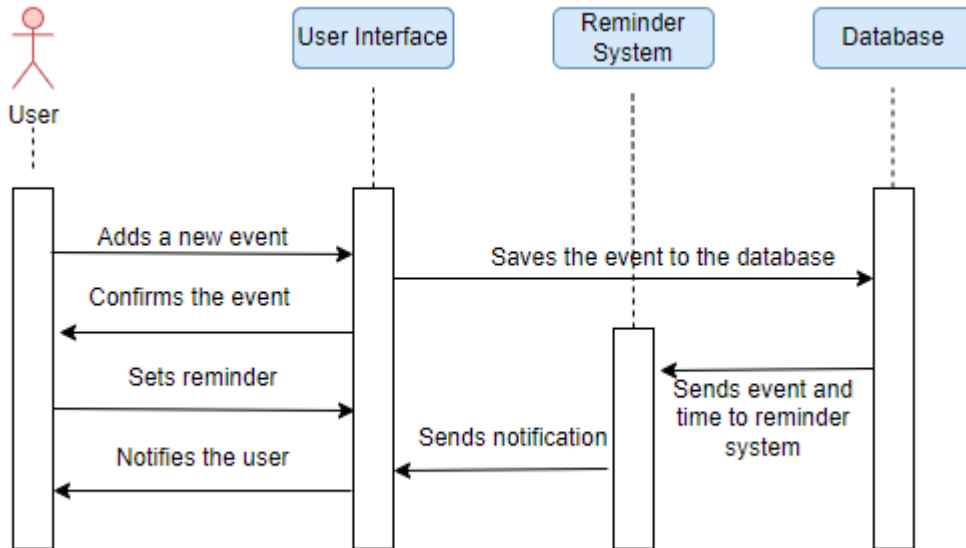 User Interface
Reminder
System
Database
User
Adds a new event
Saves the event to the database
Confirms the event
Sets reminder
Sends event and
time to reminder
system
Sends notification
Notifies the user